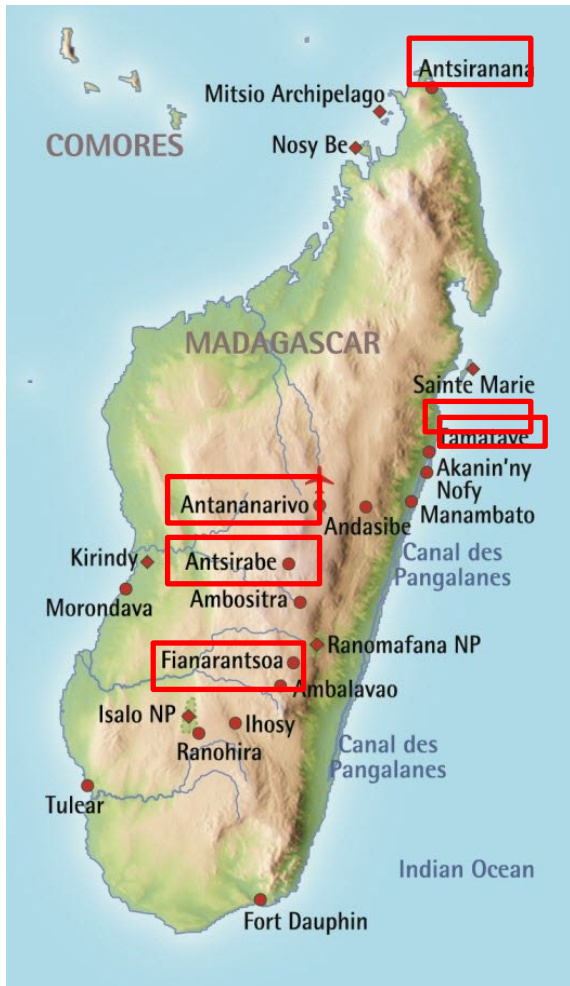 Antsiranana
Mitsio Archipelago
COMORES
Nosy Be
MADAGASCAR
Sainte Marie
Tamatave
Akanin'ny
Nofy
Antananarivo
Andasibe
Manambato
Kirindy
Antsirabe
Canal des
Pangalanes
Morondava
Ambositra
Ranomafana NP
Fianarantsoa
Ambalavao
Isalo NP
Ihosy
Ranohira
Canal des
Pangalanes
Tulear
Indian Ocean
Fort Dauphin